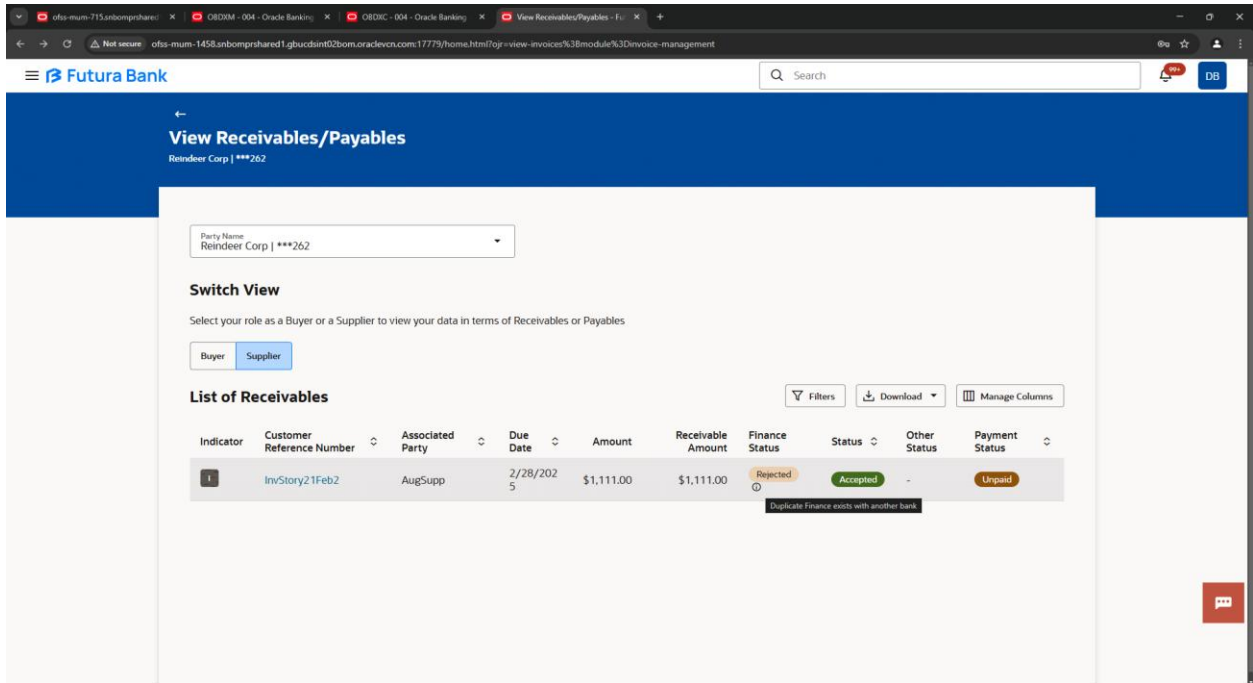 ofss-mum-715.snbomprshared
OBDXM - 004 - Oracle Banking
OBDXC - 004 - Oracle Banking
View Receivables/Payables - Fu
Not secure
ofss-mum-1458.snbomprshared1.gbucdsint02bom.oraclevcn.com:17779/home.html?ojr=view-invoices%3Bmodule%3Dinvoice-management
Futura Bank
Search
99+
DB
View Receivables/Payables
Reindeer Corp | ***262
Party Name
Reindeer Corp | ***262
Switch View
Select your role as a Buyer or a Supplier to view your data in terms of Receivables or Payables
Buyer
Supplier
List of Receivables
Filters
Download
Manage Columns
Indicator
Customer
Reference Number
Associated
Party
Due
Date
Amount
Receivable
Amount
Finance
Status
Status
Other
Status
Payment
Status
I
InvStory21Feb2
AugSupp
2/28/202
5
$1,111.00
$1,111.00
Rejected
Accepted
-
Unpaid
Duplicate Finance exists with another bank